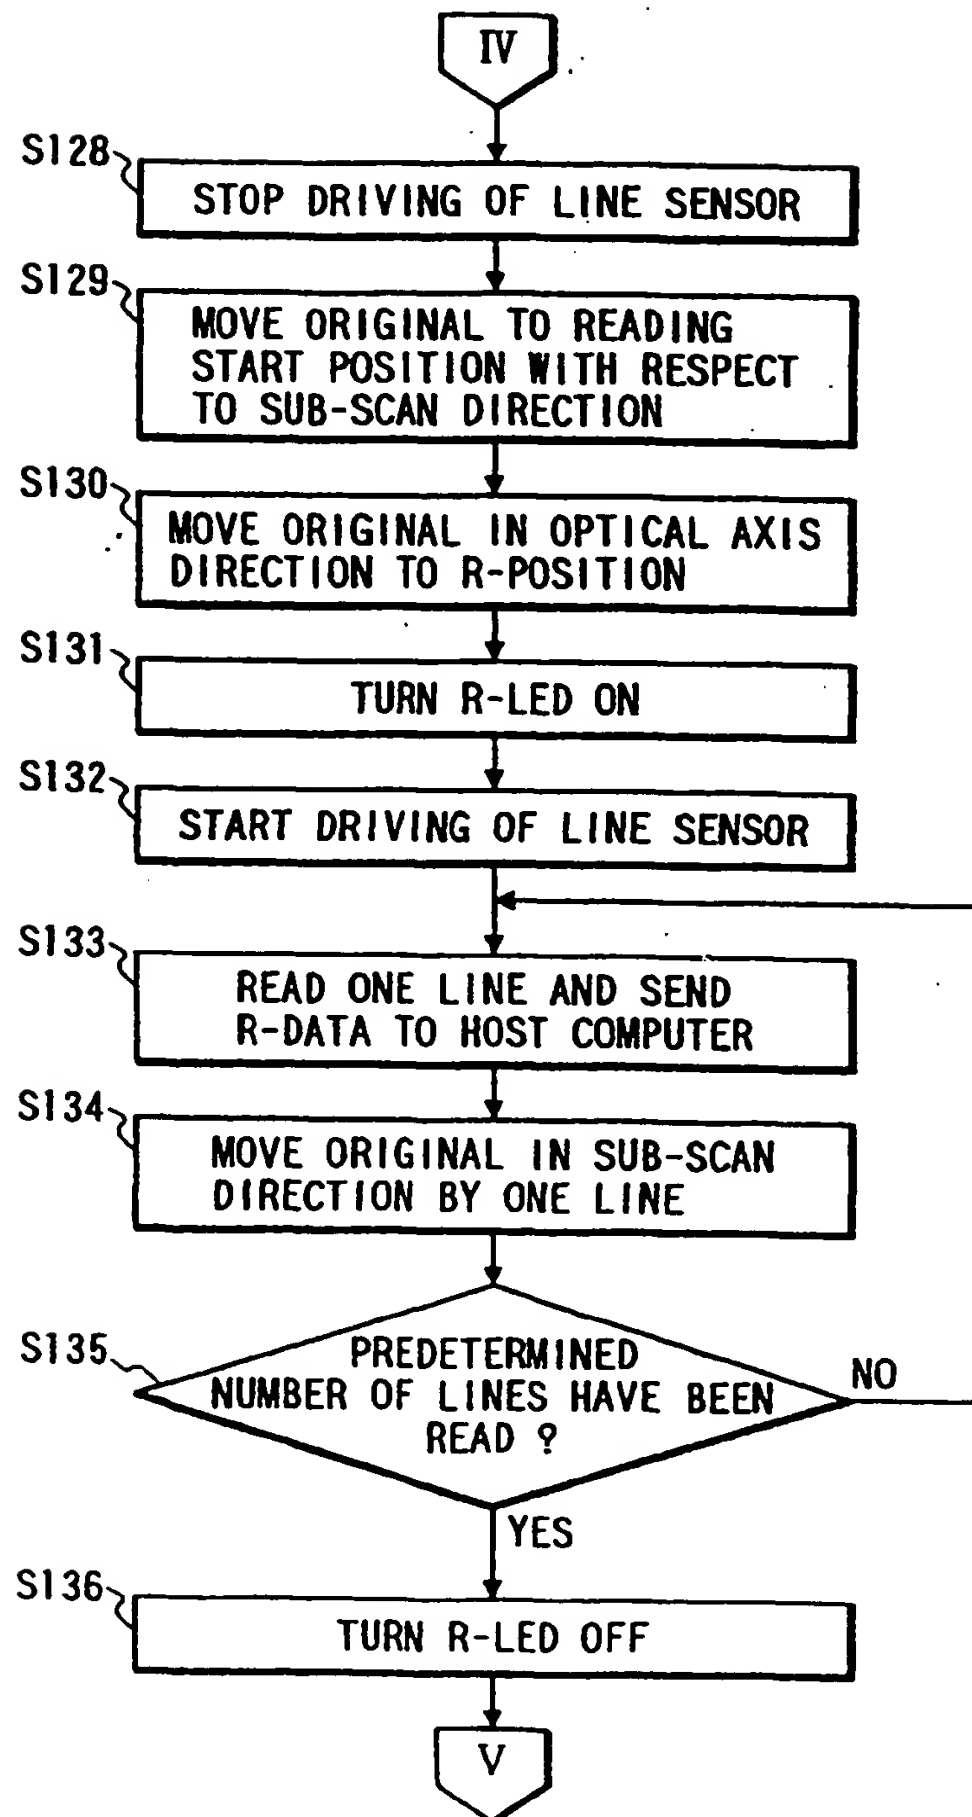 IV
S128
STOP DRIVING OF LINE SENSOR
S129
MOVE ORIGINAL TO READING
START POSITION WITH RESPECT
TO SUB-SCAN DIRECTION
S130
MOVE ORIGINAL IN OPTICAL AXIS
DIRECTION TO R-POSITION
S131
TURN R-LED ON
S132
START DRIVING OF LINE SENSOR
S133
READ ONE LINE AND SEND
R-DATA TO HOST COMPUTER
S134
MOVE ORIGINAL IN SUB-SCAN
DIRECTION BY ONE LINE
S135
PREDETERMINED
NUMBER OF LINES HAVE BEEN
READ ?
NO
YES
S136
TURN R-LED OFF
V